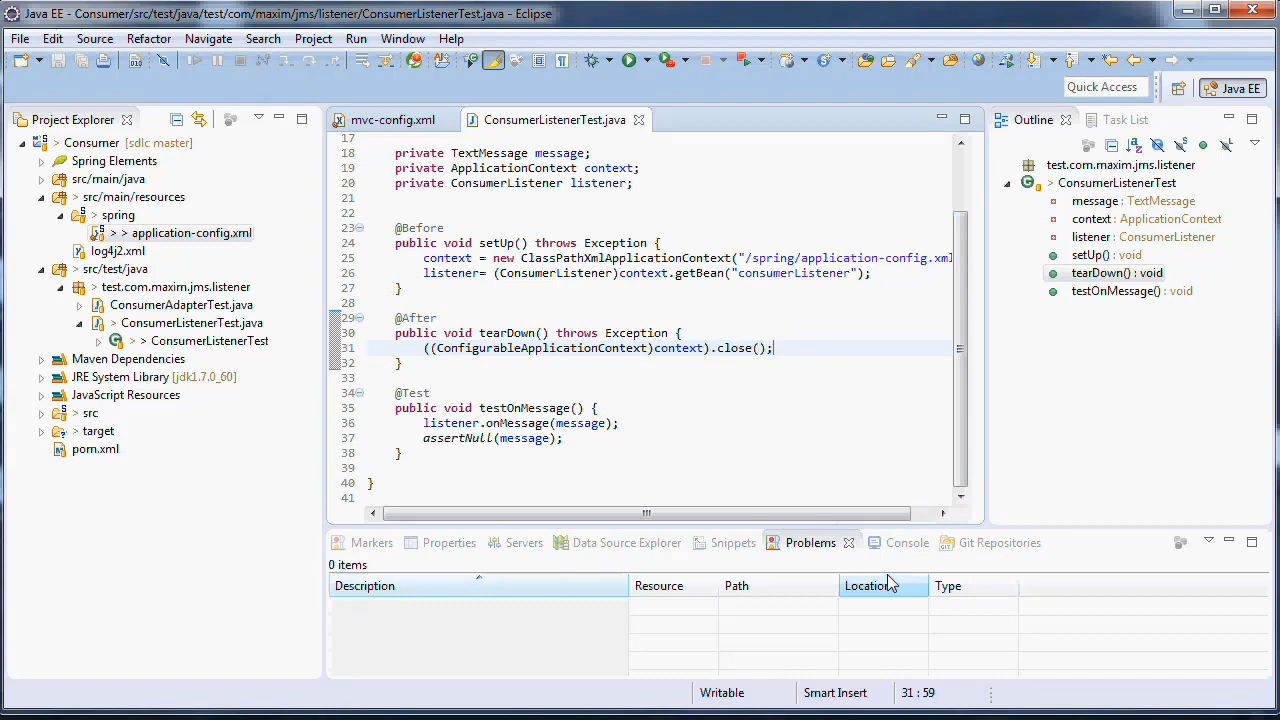 Java EE - Consumer/src/test/java/test/com/maxim/jms/listener/ConsumerListenerTest.java - Eclipse
File Edit Source Refactor Navigate Search Project Run Window Help
Quick Access
Java EE
Project Explorer
Consumer [sdlc master]
Spring Elements
src/main/java
> src/main/resources
> spring
> > application-config.xml
log4j2.xml
> src/test/java
test.com.maxim.jms.listener
ConsumerAdapterTest.java
> ConsumerListenerTest.java
> > ConsumerListenerTest
Maven Dependencies
JRE System Library [jdk1.7.0_60]
JavaScript Resources
> src
> target
pom.xml
mvc-config.xml
ConsumerListenerTest.java
17
18 private TextMessage message;
19 private ApplicationContext context;
20 private ConsumerListener listener;
21
22
23 @Before
24 public void setUp() throws Exception {
25 context = new ClassPathXmlApplicationContext("/spring/application-config.xml
26 listener= (ConsumerListener)context.getBean("consumerListener");
27 }
28
29 @After
30 public void tearDown() throws Exception {
31 ((ConfigurableApplicationContext)context).close();
32 }
33
34 @Test
35 public void testOnMessage() {
36 listener.onMessage(message);
37 assertNull(message);
38 }
39
40 }
41
Outline
Task List
test.com.maxim.jms.listener
ConsumerListenerTest
message : TextMessage
context : ApplicationContext
listener : ConsumerListener
setUp() : void
tearDown() : void
testOnMessage() : void
Markers Properties Servers Data Source Explorer Snippets Problems Console Git Repositories
0 items
Description Resource Path Location Type
Writable Smart Insert 31 : 59